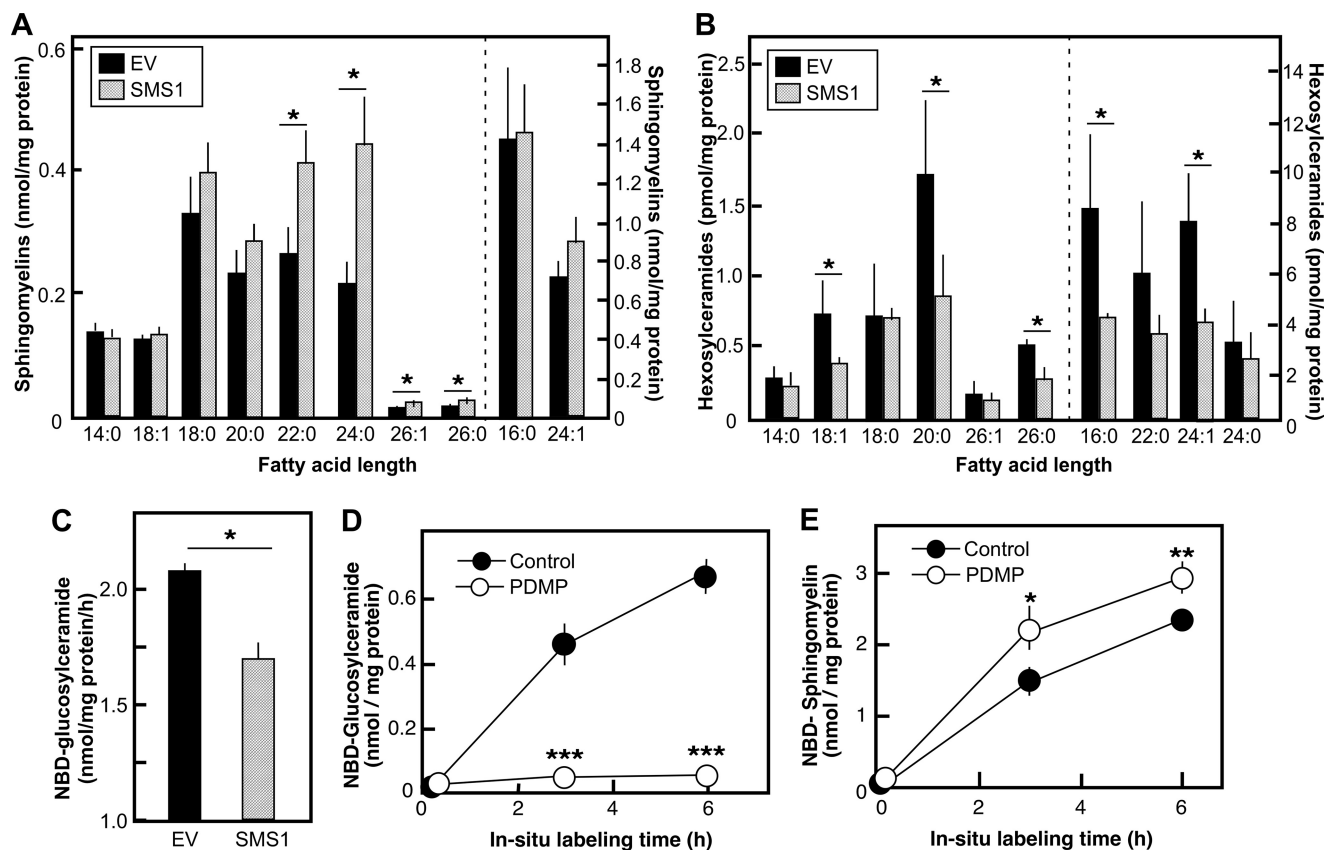 A
Sphingomyelins (nmol/mg protein)
0.6
0.4
0.2
0
EV
SMS1
*
*
*
*
1.8
1.6
1.4
1.2
1.0
0.8
0.6
0.4
0.2
0
Sphingomyelins (nmol/mg protein)
14:0 18:1 18:0 20:0 22:0 24:0 26:1 26:0 16:0 24:1
Fatty acid length
B
Hexosylceramides (pmol/mg protein)
2.5
2.0
1.5
1.0
0.5
0
EV
SMS1
*
*
*
*
*
14
12
10
8
6
4
2
0
Hexosylceramides (pmol/mg protein)
14:0 18:1 18:0 20:0 26:1 26:0 16:0 22:0 24:1 24:0
Fatty acid length
C
NBD-glucosylceramide
(nmol/mg protein/h)
2.0
1.5
1.0
*
EV SMS1
D
NBD-Glucosylceramide
(nmol / mg protein)
0.6
0.4
0.2
0
Control
PDMP
***
***
0 2 4 6
In-situ labeling time (h)
E
NBD- Sphingomyelin
(nmol / mg protein)
3
2
1
0
Control
PDMP
*
**
0 2 4 6
In-situ labeling time (h)